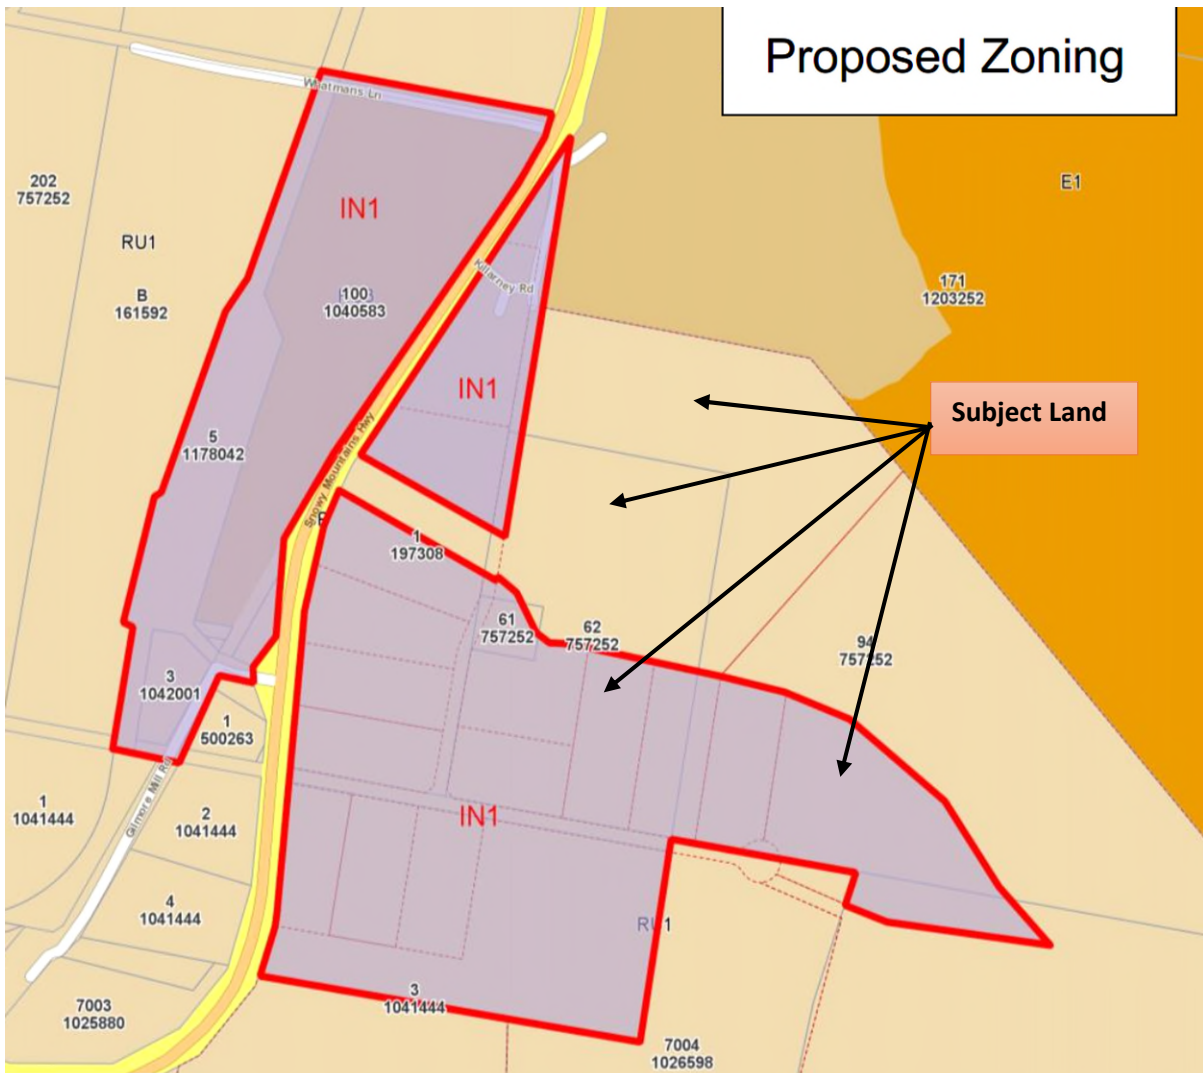 Proposed Zoning
Whatmans Ln
202
757252
E1
IN1
RU1
Killarney Rd
171
1203252
B
161592
100
1040583
IN1
Subject Land
5
1178042
Snowy Mountains Hwy
1
197308
61
757252
62
757252
94
757252
3
1042001
1
500263
Gilmore Mill Rd
1
1041444
2
1041444
IN1
4
1041444
RU1
3
1041444
7003
1025880
7004
1026598